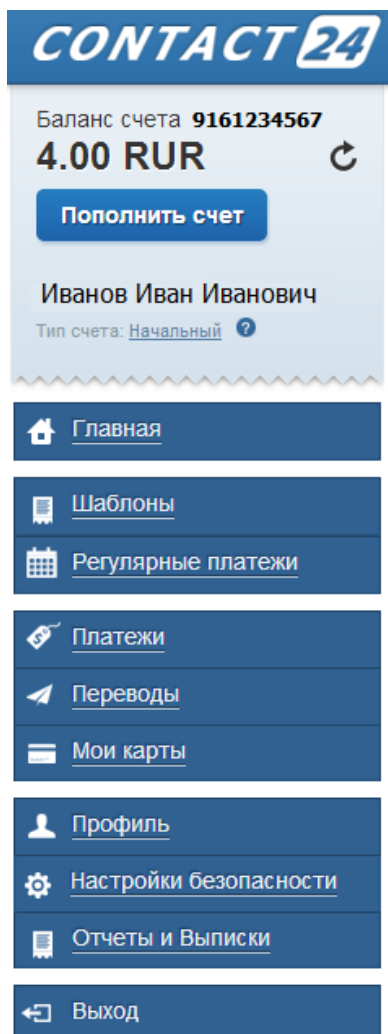 CONTACT 24
Баланс счета 9161234567
4.00 RUR
Пополнить счет
Иванов Иван Иванович
Тип счета: Начальный ?
Главная
Шаблоны
Регулярные платежи
Платежи
Переводы
Мои карты
Профиль
Настройки безопасности
Отчеты и Выписки
Выход